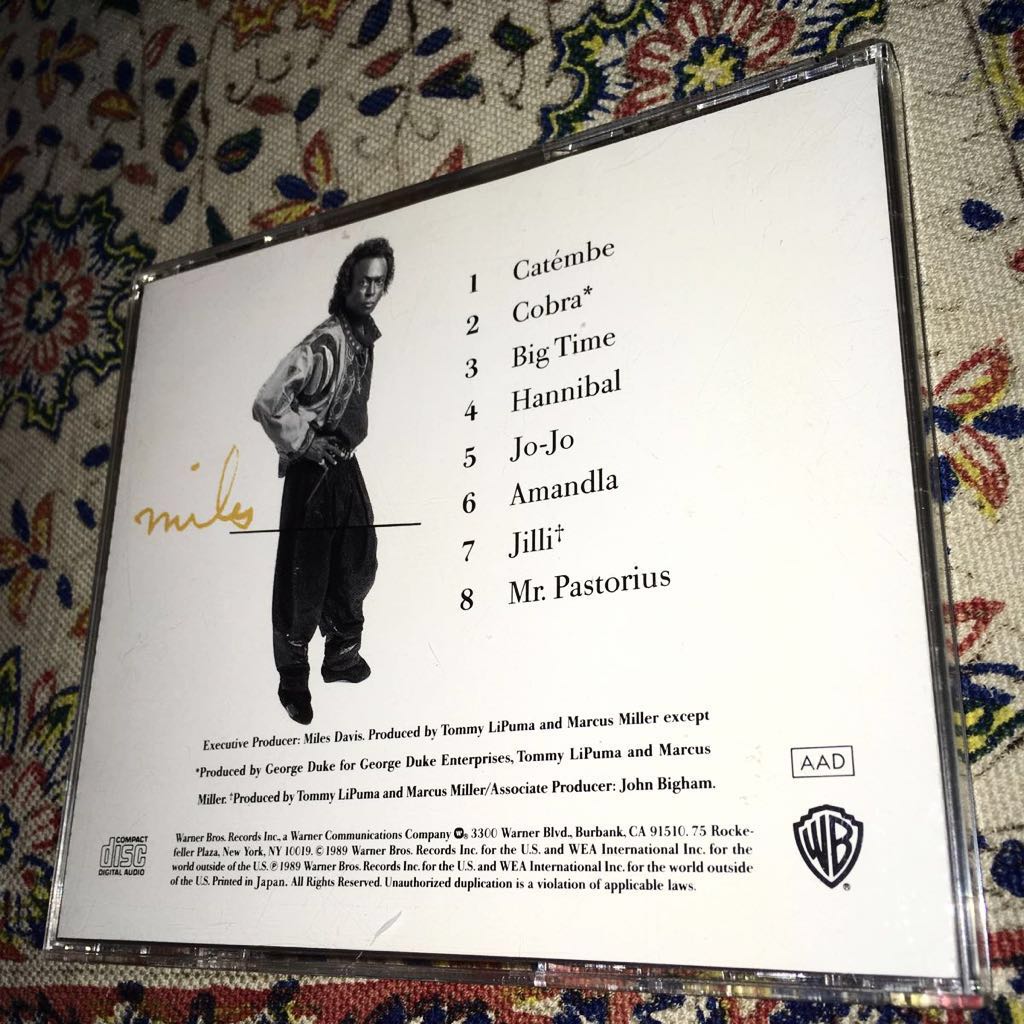 1 Catémbe
2 Cobra*
3 Big Time
4 Hannibal
5 Jo-Jo
6 Amandla
7 Jilli†
8 Mr. Pastorius
miles
Executive Producer: Miles Davis. Produced by Tommy LiPuma and Marcus Miller except
*Produced by George Duke for George Duke Enterprises, Tommy LiPuma and Marcus
Miller. †Produced by Tommy LiPuma and Marcus Miller/Associate Producer: John Bigham.
AAD
COMPACT
disc
DIGITAL AUDIO
Warner Bros. Records Inc., a Warner Communications Company 3300 Warner Blvd., Burbank, CA 91510. 75 Rocke-
feller Plaza, New York, NY 10019. © 1989 Warner Bros. Records Inc. for the U.S. and WEA International Inc. for the
world outside of the U.S. ℗ 1989 Warner Bros. Records Inc. for the U.S. and WEA International Inc. for the world outside
of the U.S. Printed in Japan. All Rights Reserved. Unauthorized duplication is a violation of applicable laws.
WB
®